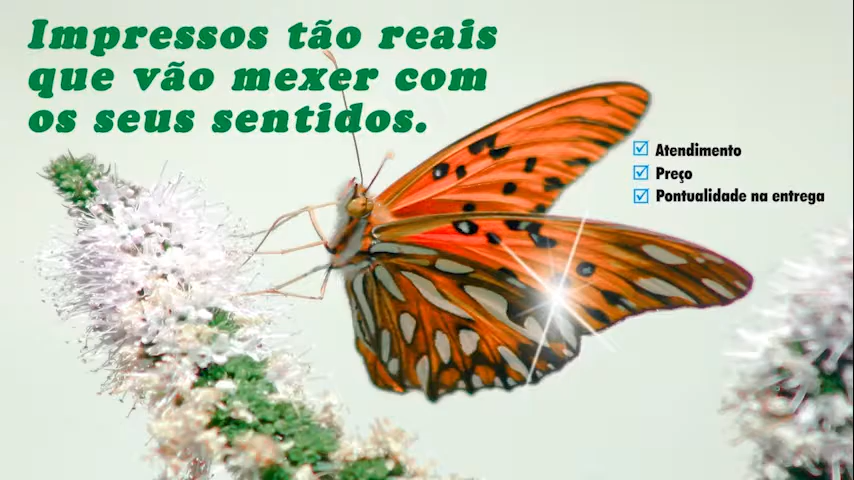 Impressos tão reais
que vão mexer com
os seus sentidos.
Atendimento
Preço
Pontualidade na entrega